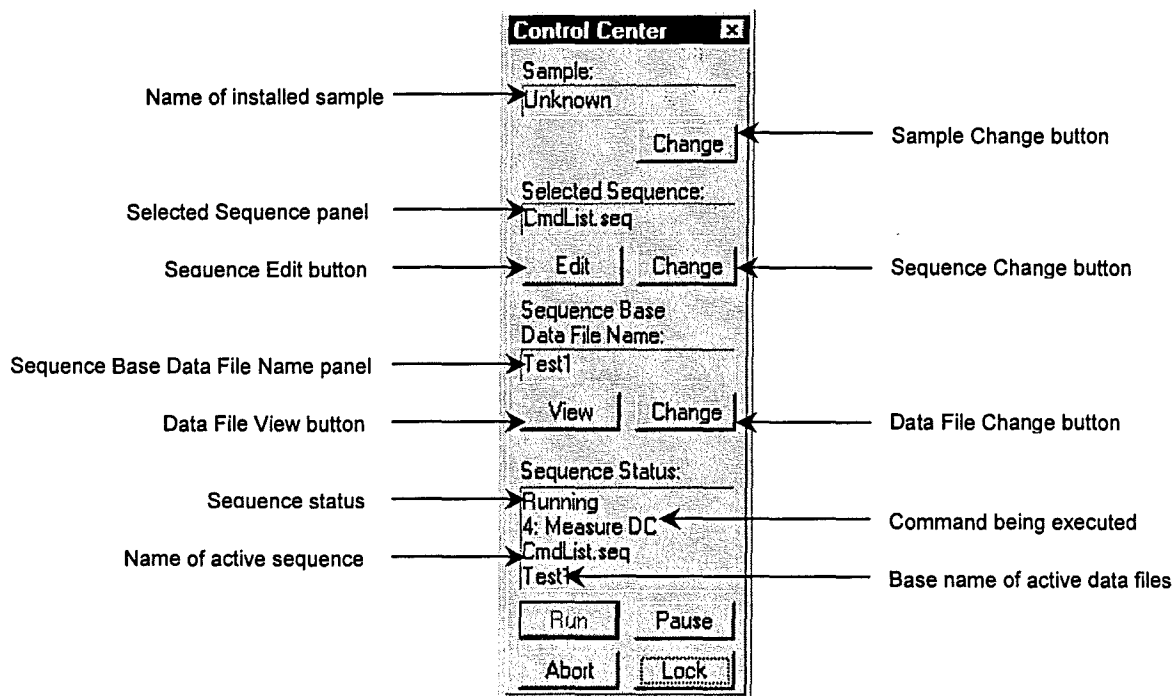 Control Center
Sample:
Name of installed sample
Unknown
Change
Sample Change button
Selected Sequence:
Selected Sequence panel
CmdList.seq
Sequence Edit button
Edit
Change
Sequence Change button
Sequence Base
Data File Name:
Sequence Base Data File Name panel
Test1
Data File View button
View
Change
Data File Change button
Sequence Status:
Sequence status
Running
4: Measure DC
Command being executed
Name of active sequence
CmdList.seq
Test1
Base name of active data files
Run
Pause
Abort
Lock